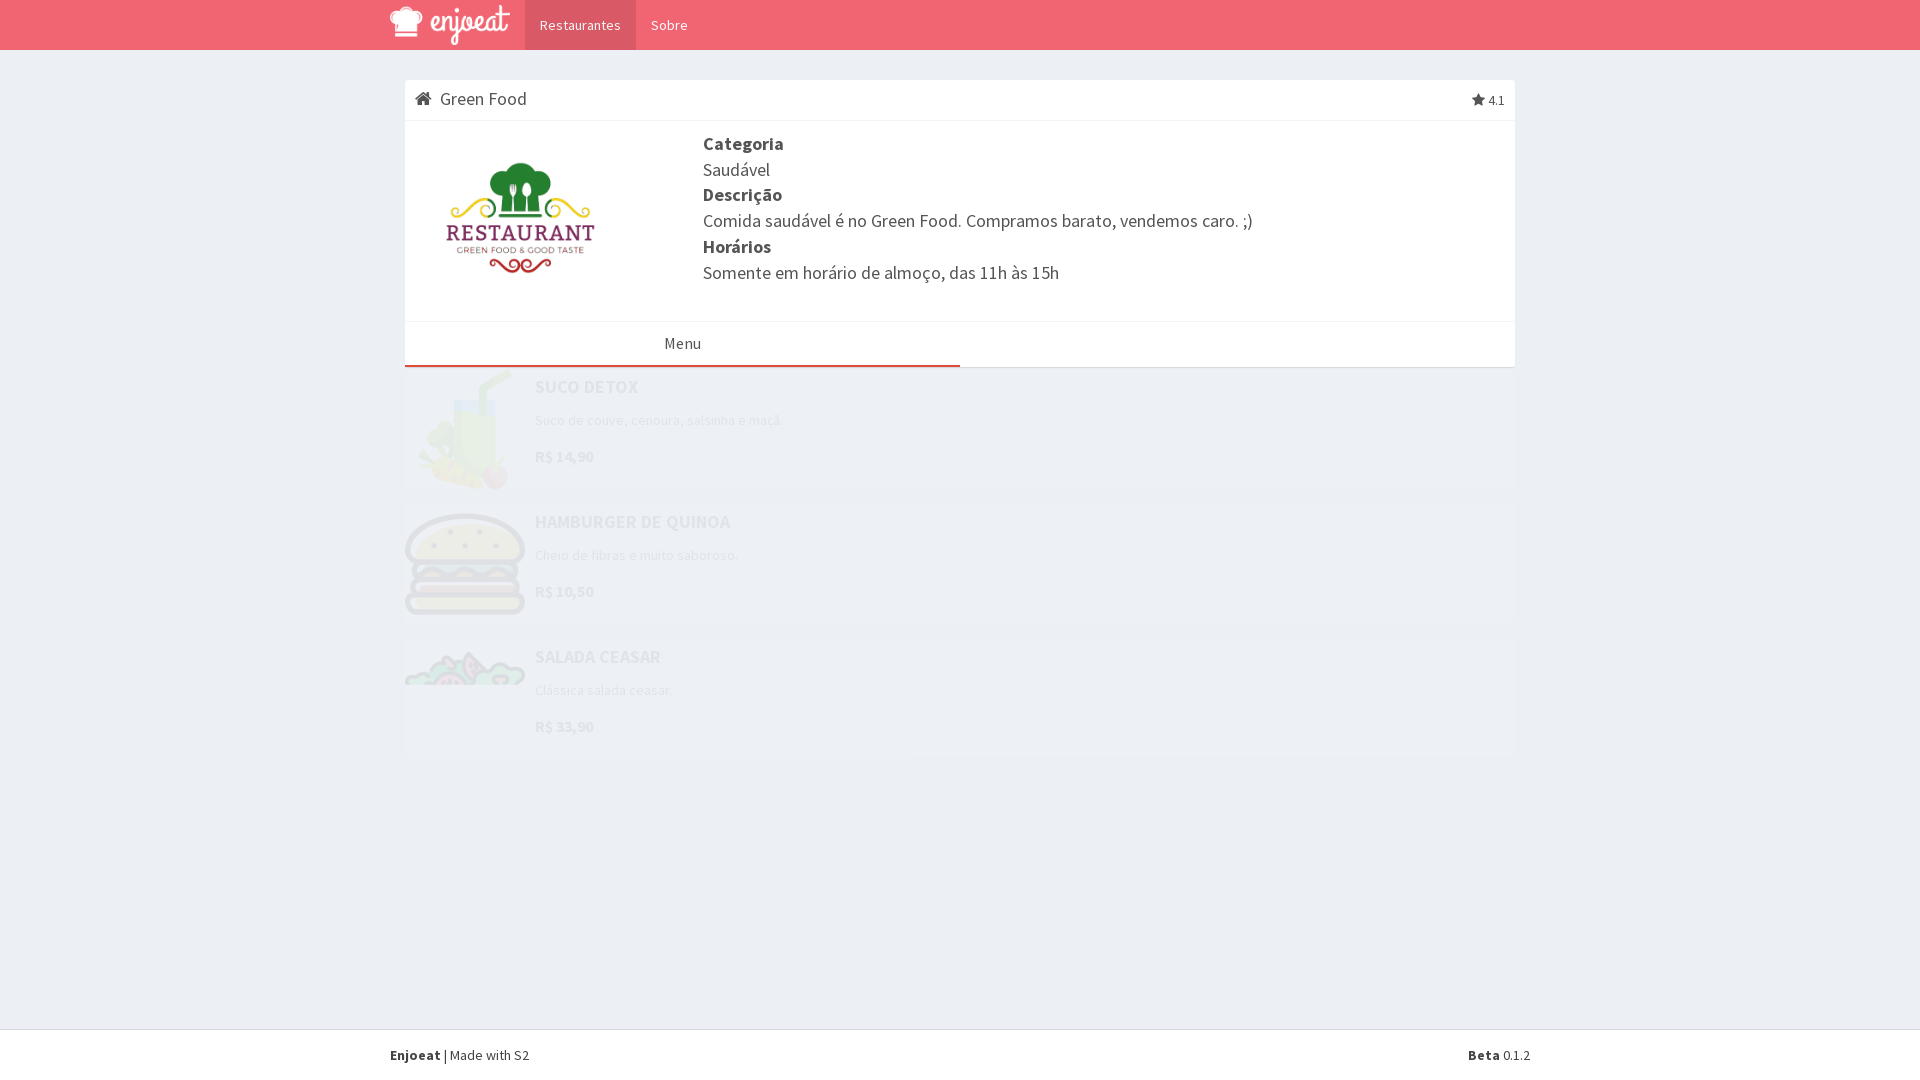 enjoeat
Restaurantes
Sobre
Green Food
4.1
RESTAURANT
GREEN FOOD & GOOD TASTE
Categoria
Saudável
Descrição
Comida saudável é no Green Food. Compramos barato, vendemos caro. ;)
Horários
Somente em horário de almoço, das 11h às 15h
Menu
SUCO DETOX
Suco de couve, cenoura, salsinha e maçã.
R$ 14,90
HAMBURGER DE QUINOA
Cheio de fibras e muito saboroso.
R$ 10,50
SALADA CEASAR
Clássica salada ceasar.
R$ 33,90
Enjoeat | Made with S2
Beta 0.1.2